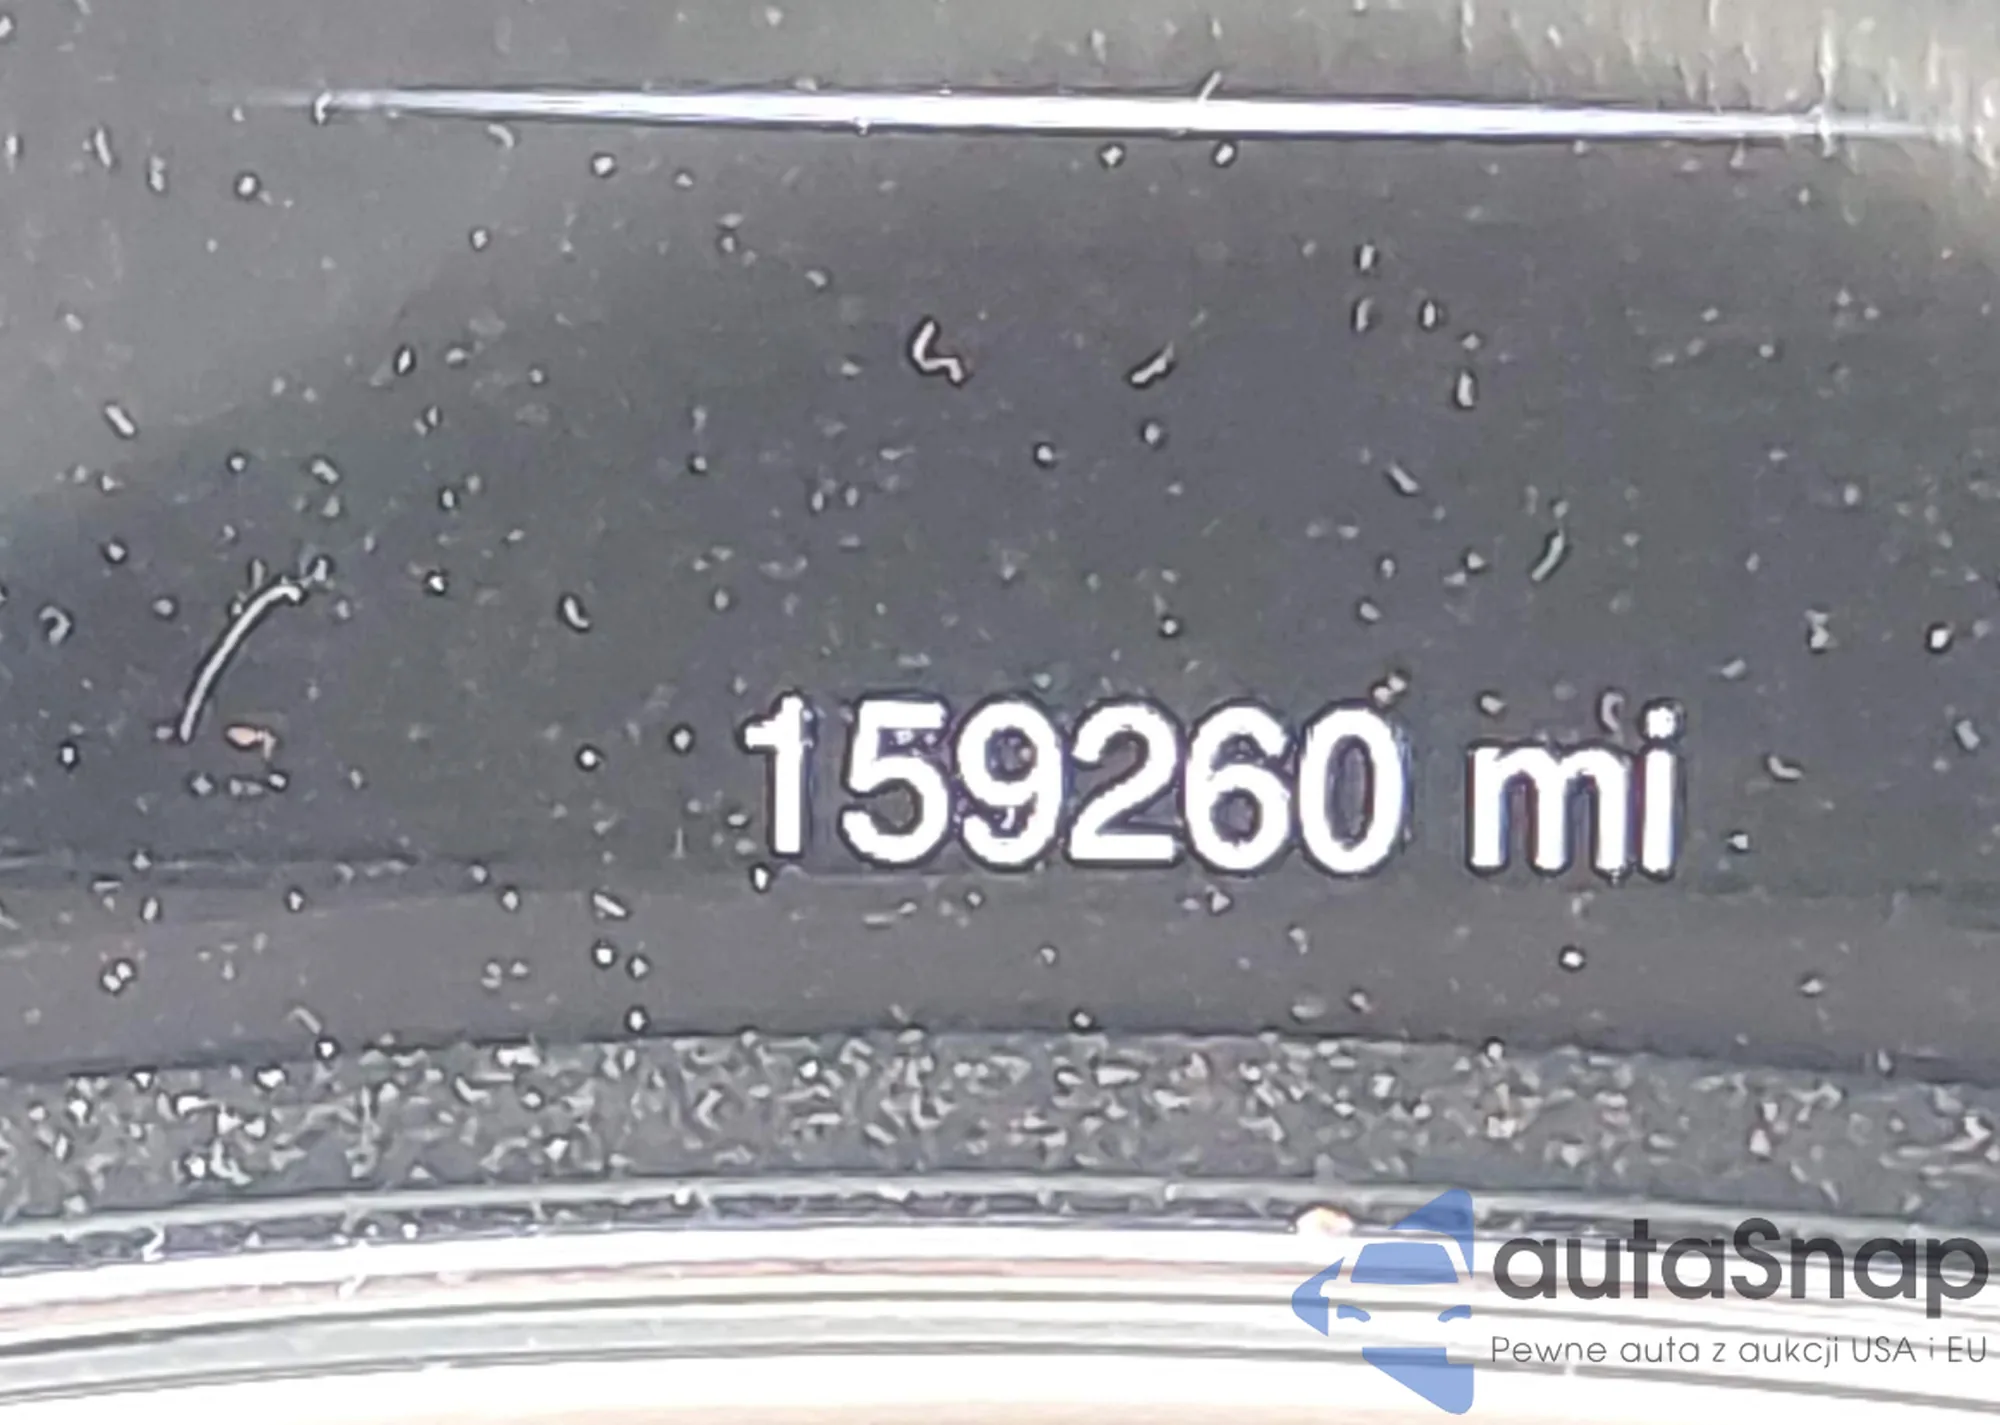 159260 mi
autaSnap
Pewne auta z aukcji USA i EU